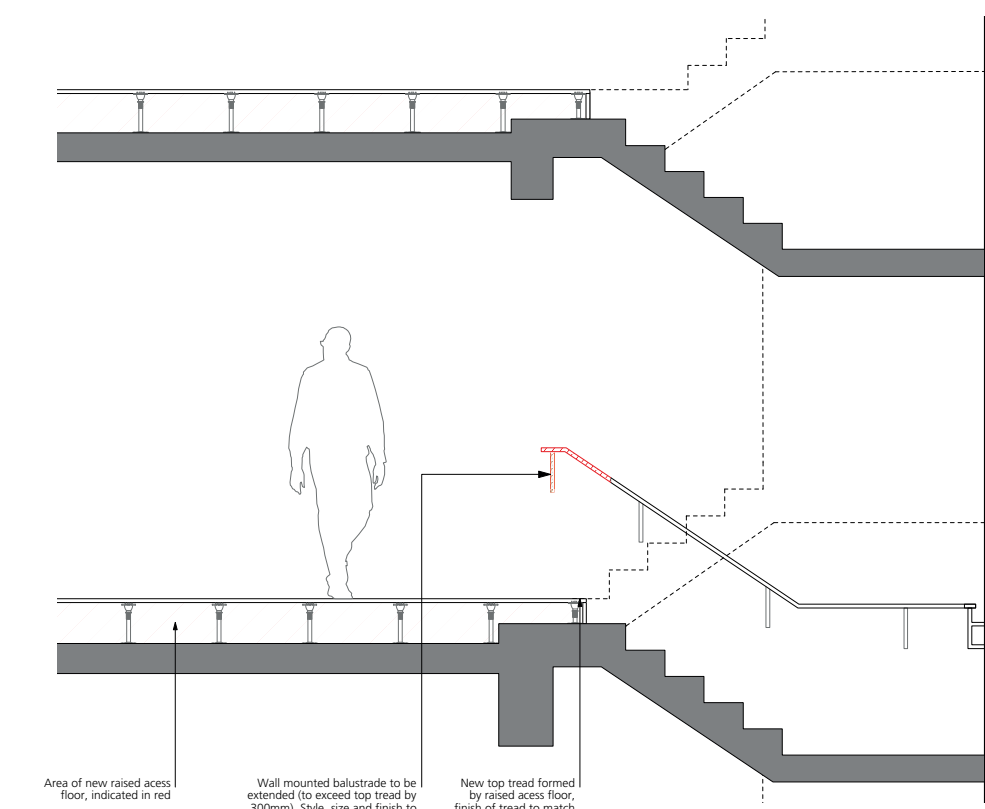 Area of new raised acess
floor, indicated in red
Wall mounted balustrade to be
extended (to exceed top tread by
300mm). Style, size and finish to
New top tread formed
by raised acess floor,
finish of tread to match